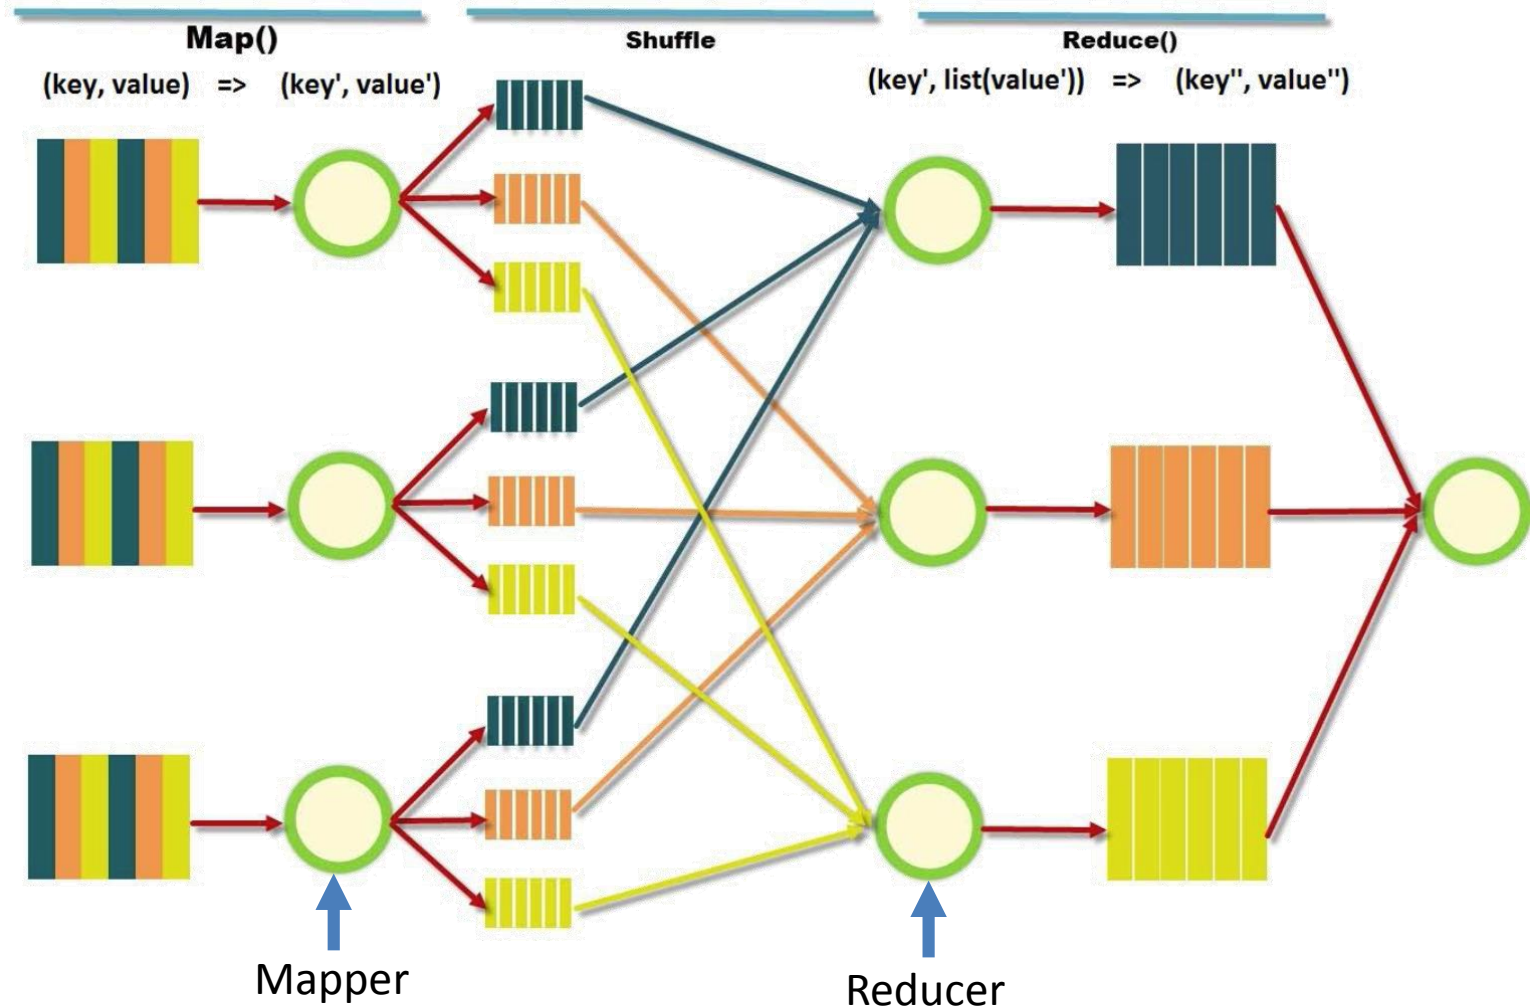 Map()
Shuffle
Reduce()
(key, value) => (key', value')
(key', list(value')) => (key'', value'')
Mapper
Reducer